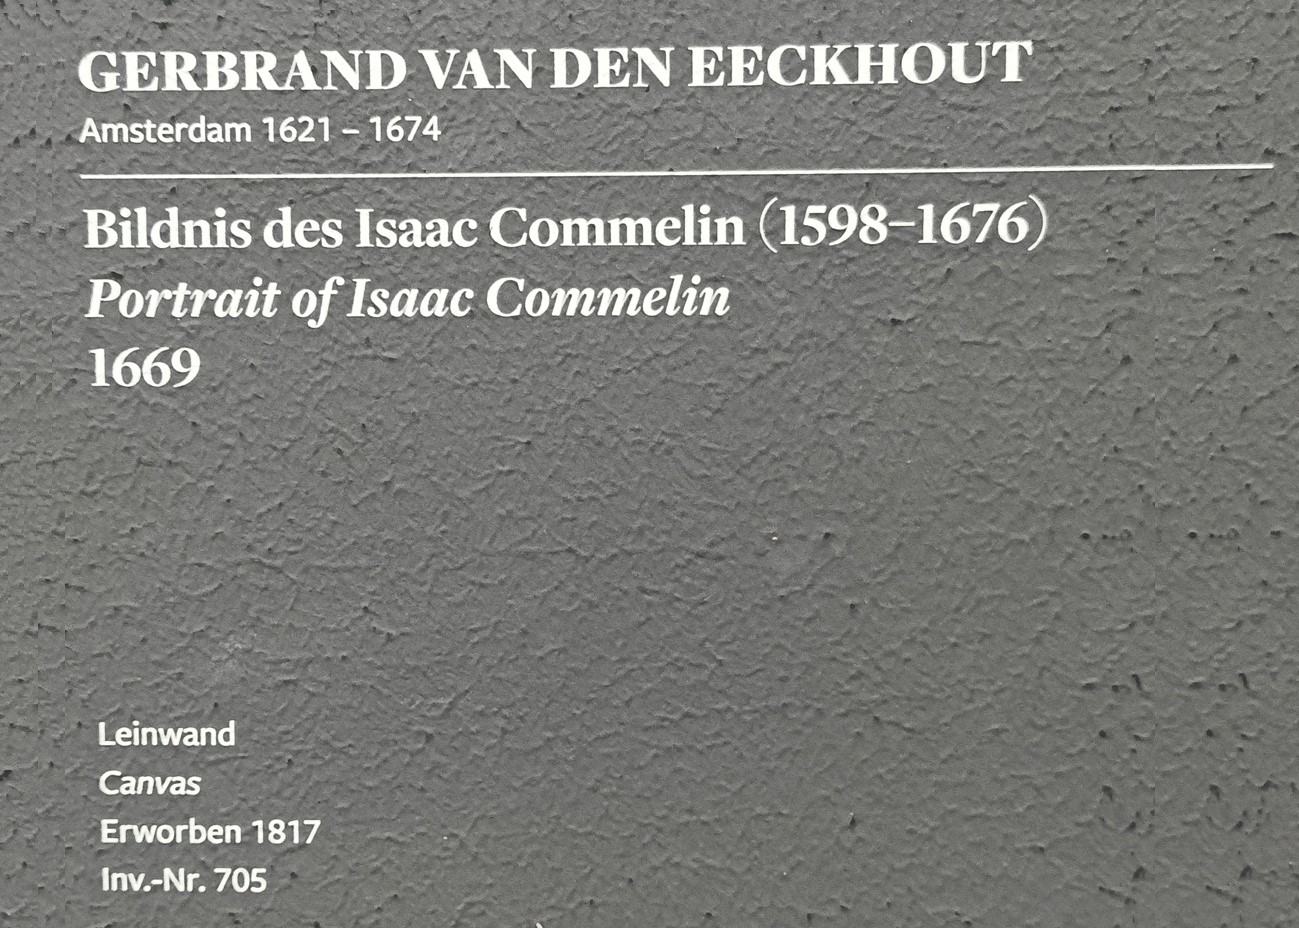 GERBRAND VAN DEN EECKHOUT
Amsterdam 1621 – 1674
Bildnis des Isaac Commelin (1598–1676)
Portrait of Isaac Commelin
1669
Leinwand
Canvas
Erworben 1817
Inv.-Nr. 705